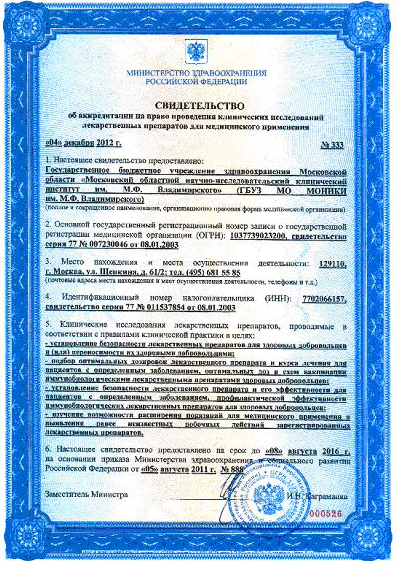 МИНИСТЕРСТВО ЗДРАВООХРАНЕНИЯ
РОССИЙСКОЙ ФЕДЕРАЦИИ
СВИДЕТЕЛЬСТВО
об аккредитации на право проведения клинических исследований
лекарственных препаратов для медицинского применения
«04» декабря 2012 г. № 333
1. Настоящее свидетельство предоставлено:
Государственное бюджетное учреждение здравоохранения Московской
области «Московский областной научно-исследовательский клинический
институт им. М.Ф. Владимирского» (ГБУЗ МО МОНИКИ
им. М.Ф. Владимирского)
(полное и сокращенное наименование, организационно правовая форма медицинской организации)
2. Основной государственный регистрационный номер записи о государственной
регистрации медицинской организации (ОГРН): 1037739023200, свидетельство
серия 77 № 007230046 от 08.01.2003
3. Место нахождения и места осуществления деятельности: 129110,
г. Москва, ул. Щепкина, д. 61/2; тел. (495) 681 55 85
(почтовые адреса места нахождения и мест осуществления деятельности, телефоны и т.д.)
4. Идентификационный номер налогоплательщика (ИНН): 7702066157,
свидетельство серия 77 № 011537854 от 08.01.2003
5. Клинические исследования лекарственных препаратов, проводимые в
соответствии с правилами клинической практики в целях:
- установление безопасности лекарственных препаратов для здоровых добровольцев
и (или) переносимости их здоровыми добровольцами;
- подбор оптимальных дозировок лекарственного препарата и курса лечения для
пациентов с определенным заболеванием, оптимальных доз и схем вакцинации
иммунобиологическими лекарственными препаратами здоровых добровольцев;
- установление безопасности лекарственного препарата и его эффективности для
пациентов с определенным заболеванием, профилактической эффективности
иммунобиологических лекарственных препаратов для здоровых добровольцев;
- изучение возможности расширения показаний для медицинского применения и
выявления ранее неизвестных побочных действий зарегистрированных
лекарственных препаратов.
6. Настоящее свидетельство предоставлено на срок до «08» августа 2016 г.
на основании приказа Министерства здравоохранения и социального развития
Российской Федерации от «05» августа 2011 г. № 888
Заместитель Министра И.Н. Каграманян
000526